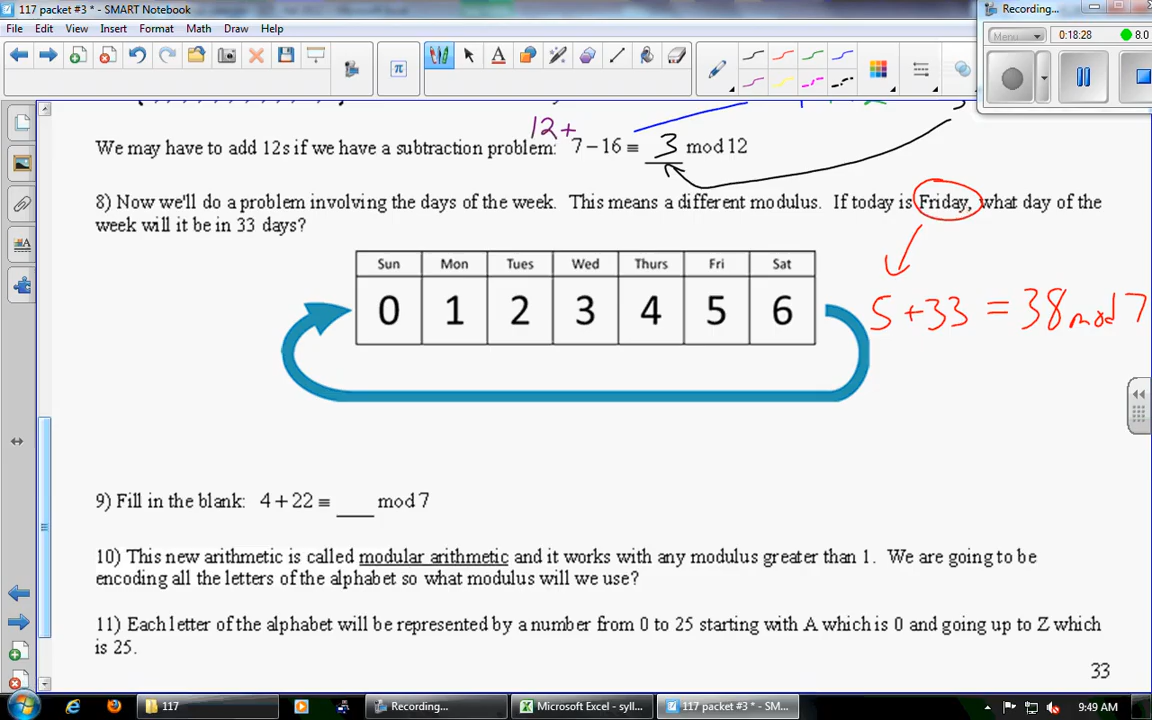 117 packet #3 * - SMART Notebook
Recording...
File Edit View Insert Format Math Draw Help
Menu
0:18:28
8.0
π
A
12+
We may have to add 12s if we have a subtraction problem: 7 − 16 ≡ 3 mod 12
8) Now we'll do a problem involving the days of the week. This means a different modulus. If today is Friday, what day of the
week will it be in 33 days?
Sun Mon Tues Wed Thurs Fri Sat
0 1 2 3 4 5 6
5 + 33 = 38 mod 7
9) Fill in the blank: 4 + 22 ≡ ___ mod 7
10) This new arithmetic is called modular arithmetic and it works with any modulus greater than 1. We are going to be
encoding all the letters of the alphabet so what modulus will we use?
11) Each letter of the alphabet will be represented by a number from 0 to 25 starting with A which is 0 and going up to Z which
is 25.
33
117
Recording...
Microsoft Excel - syll...
117 packet #3 * - SM...
9:49 AM